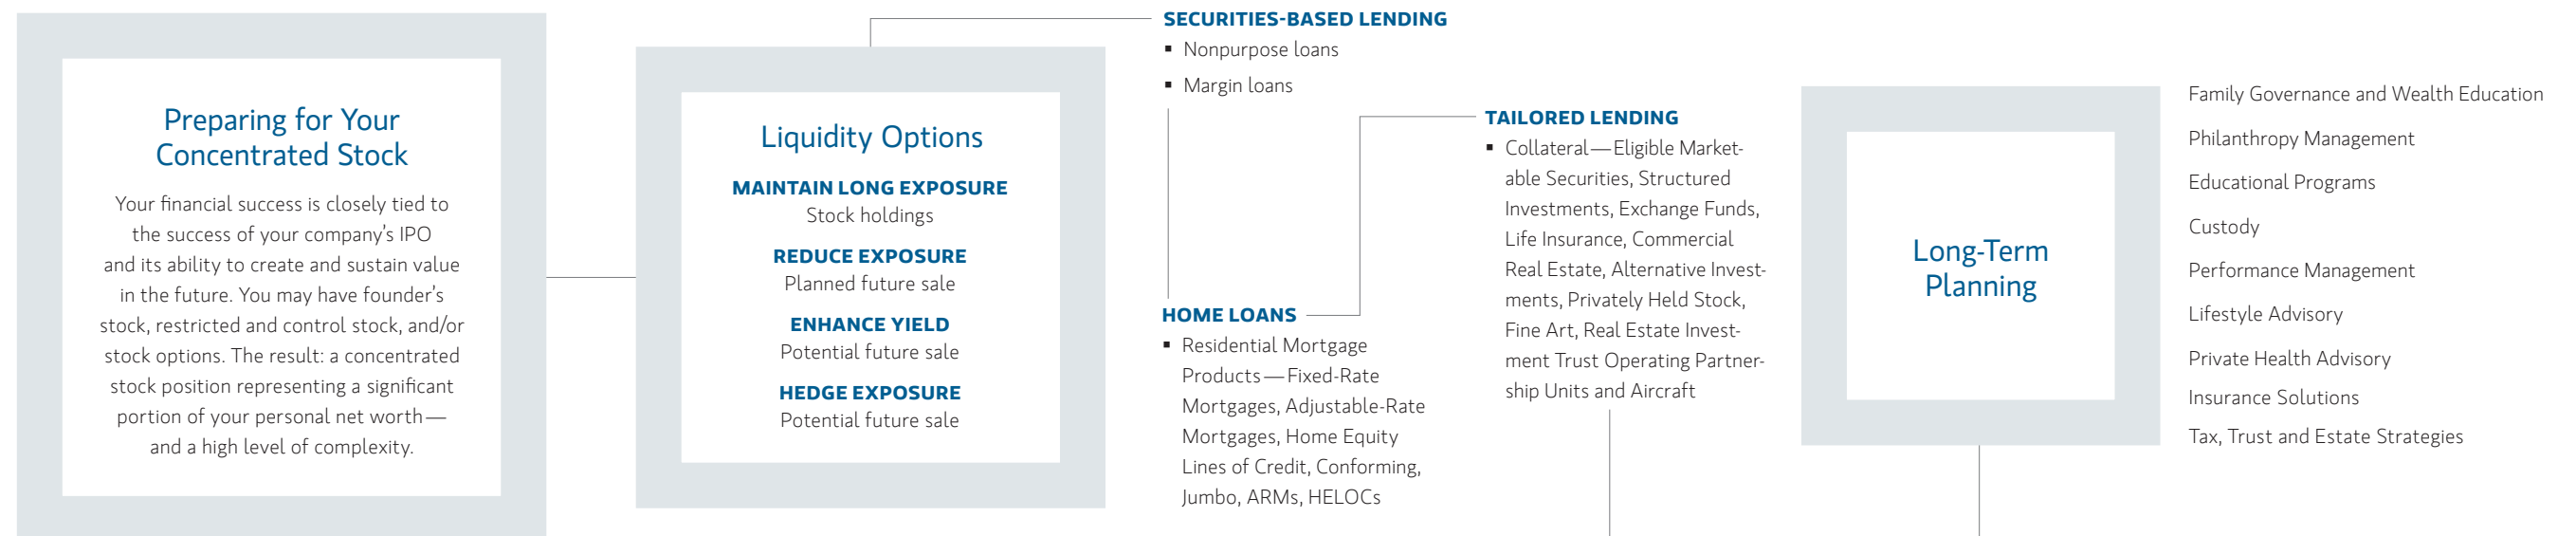 Preparing for Your
Concentrated Stock
Your financial success is closely tied to
the success of your company’s IPO
and its ability to create and sustain value
in the future. You may have founder’s
stock, restricted and control stock, and/or
stock options. The result: a concentrated
stock position representing a significant
portion of your personal net worth—
and a high level of complexity.
Liquidity Options
MAINTAIN LONG EXPOSURE
Stock holdings
REDUCE EXPOSURE
Planned future sale
ENHANCE YIELD
Potential future sale
HEDGE EXPOSURE
Potential future sale
SECURITIES-BASED LENDING
▪ Nonpurpose loans
▪ Margin loans
HOME LOANS
▪ Residential Mortgage
Products—Fixed-Rate
Mortgages, Adjustable-Rate
Mortgages, Home Equity
Lines of Credit, Conforming,
Jumbo, ARMs, HELOCs
TAILORED LENDING
▪ Collateral—Eligible Market-
able Securities, Structured
Investments, Exchange Funds,
Life Insurance, Commercial
Real Estate, Alternative Invest-
ments, Privately Held Stock,
Fine Art, Real Estate Invest-
ment Trust Operating Partner-
ship Units and Aircraft
Long-Term
Planning
Family Governance and Wealth Education
Philanthropy Management
Educational Programs
Custody
Performance Management
Lifestyle Advisory
Private Health Advisory
Insurance Solutions
Tax, Trust and Estate Strategies